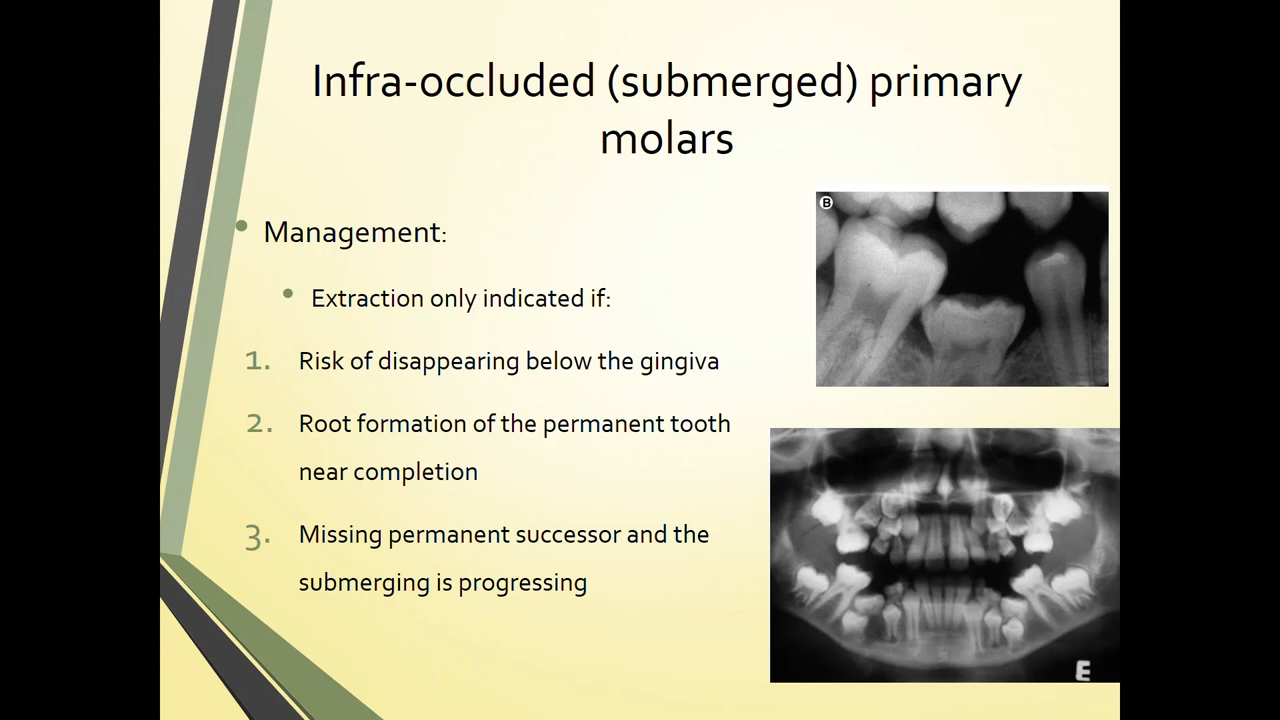 Infra-occluded (submerged) primary
molars
• Management:
• Extraction only indicated if:
1. Risk of disappearing below the gingiva
2. Root formation of the permanent tooth
near completion
3. Missing permanent successor and the
submerging is progressing
B
E